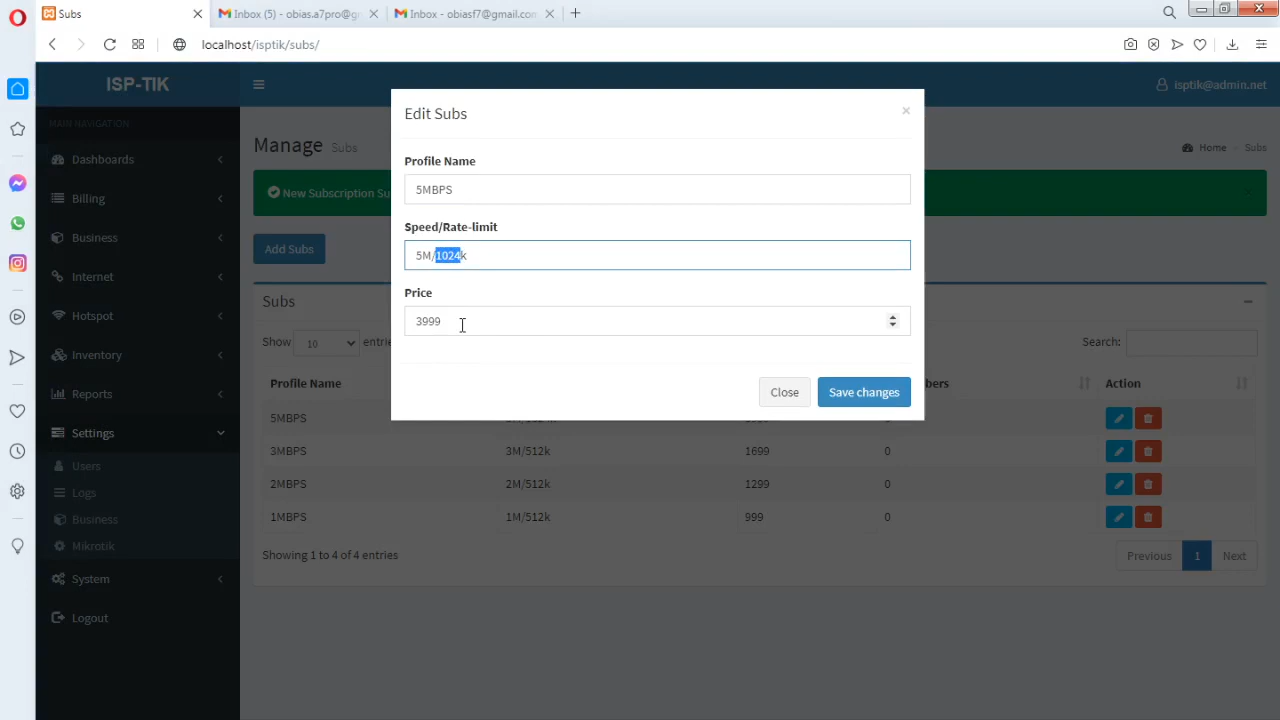 Subs
Inbox (5) - obias.a7pro@g
Inbox - obiasf7@gmail.com
localhost/isptik/subs/
ISP-TIK
isptik@admin.net
MAIN NAVIGATION
Dashboards
Billing
Business
Internet
Hotspot
Inventory
Reports
Settings
Users
Logs
Business
Mikrotik
System
Logout
Manage Subs
Home - Subs
New Subscription Su
Add Subs
Edit Subs
×
Profile Name
5MBPS
Speed/Rate-limit
5M/1024k
Price
3999
Close
Save changes
Subs
Show 10 entri
Search:
Profile Name
bers
Action
5MBPS
3MBPS 3M/512k 1699 0
2MBPS 2M/512k 1299 0
1MBPS 1M/512k 999 0
Showing 1 to 4 of 4 entries
Previous 1 Next